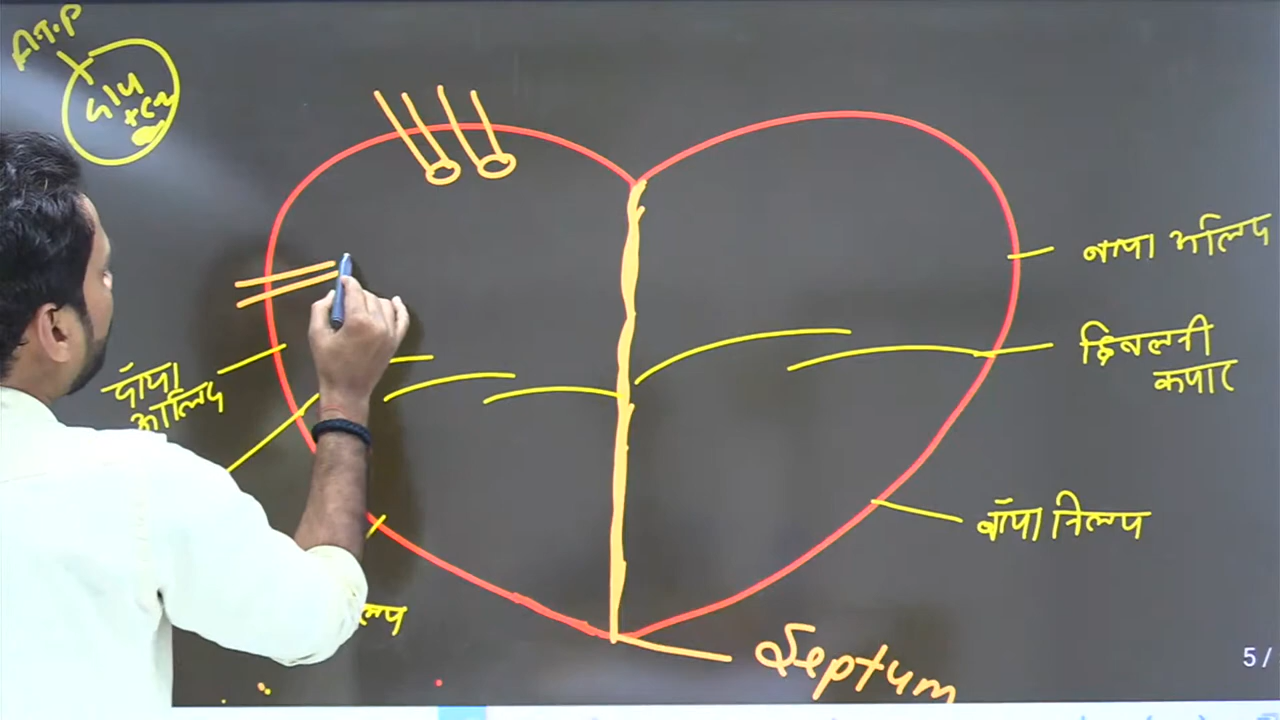 A.T.P
दाँया
अलिन्द
बाँया अलिन्द
द्विवलनी
कपाट
बाँया निलय
Septum
5/